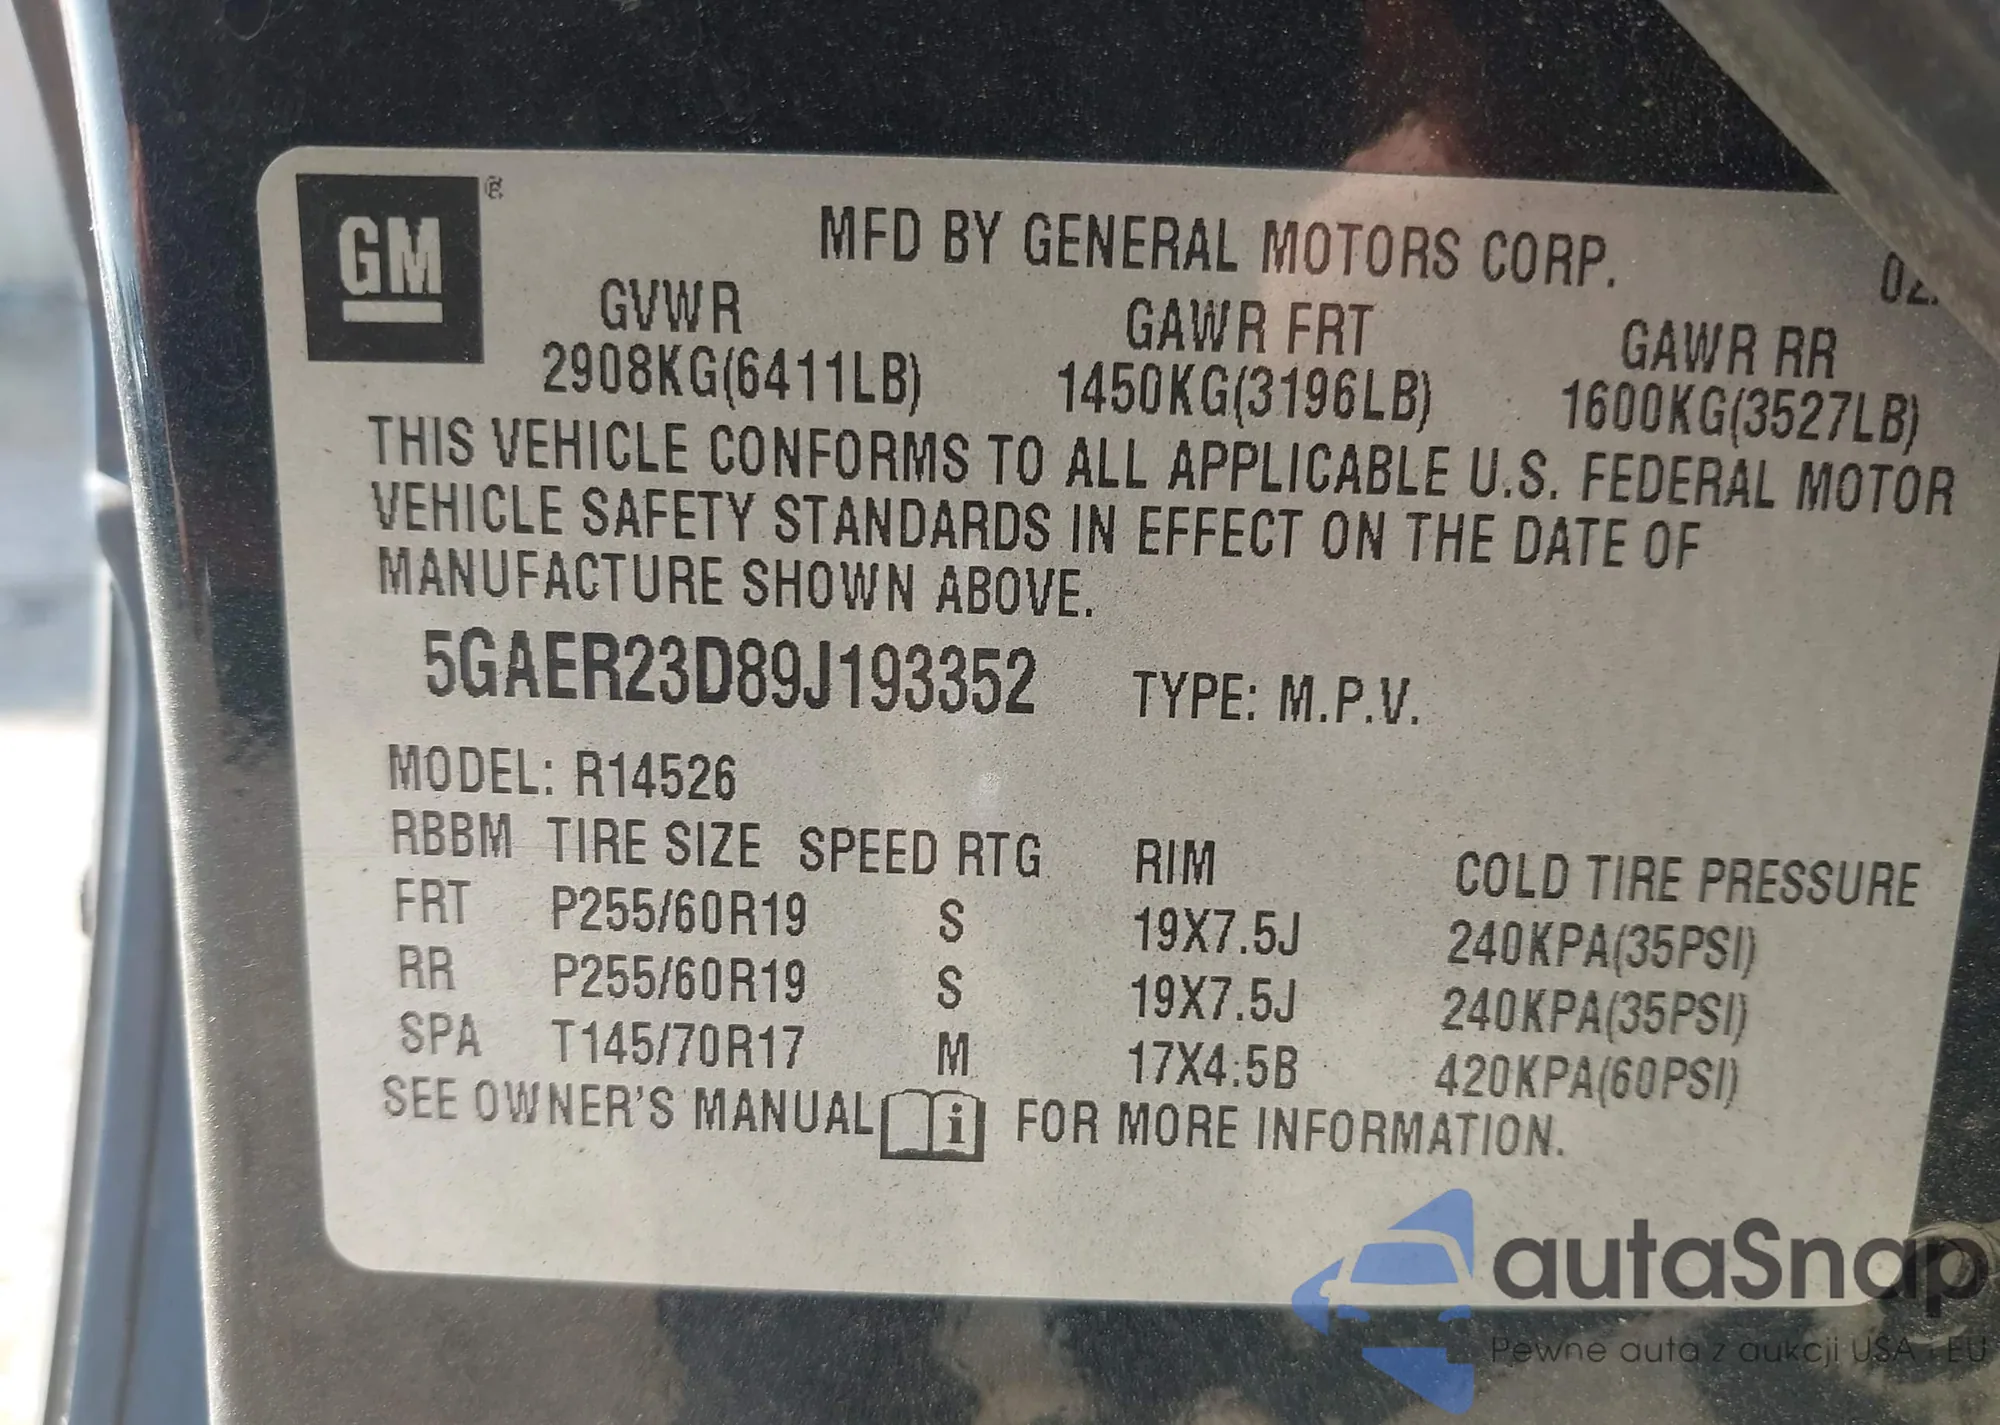 GM ®
MFD BY GENERAL MOTORS CORP.
GVWR GAWR FRT GAWR RR
2908KG(6411LB) 1450KG(3196LB) 1600KG(3527LB)
THIS VEHICLE CONFORMS TO ALL APPLICABLE U.S. FEDERAL MOTOR
VEHICLE SAFETY STANDARDS IN EFFECT ON THE DATE OF
MANUFACTURE SHOWN ABOVE.
5GAER23D89J193352 TYPE: M.P.V.
MODEL: R14526
RBBM TIRE SIZE SPEED RTG RIM COLD TIRE PRESSURE
FRT P255/60R19 S 19X7.5J 240KPA(35PSI)
RR P255/60R19 S 19X7.5J 240KPA(35PSI)
SPA T145/70R17 M 17X4.5B 420KPA(60PSI)
SEE OWNER'S MANUAL i FOR MORE INFORMATION.
autaSnap
Pewne auta z aukcji USA i EU